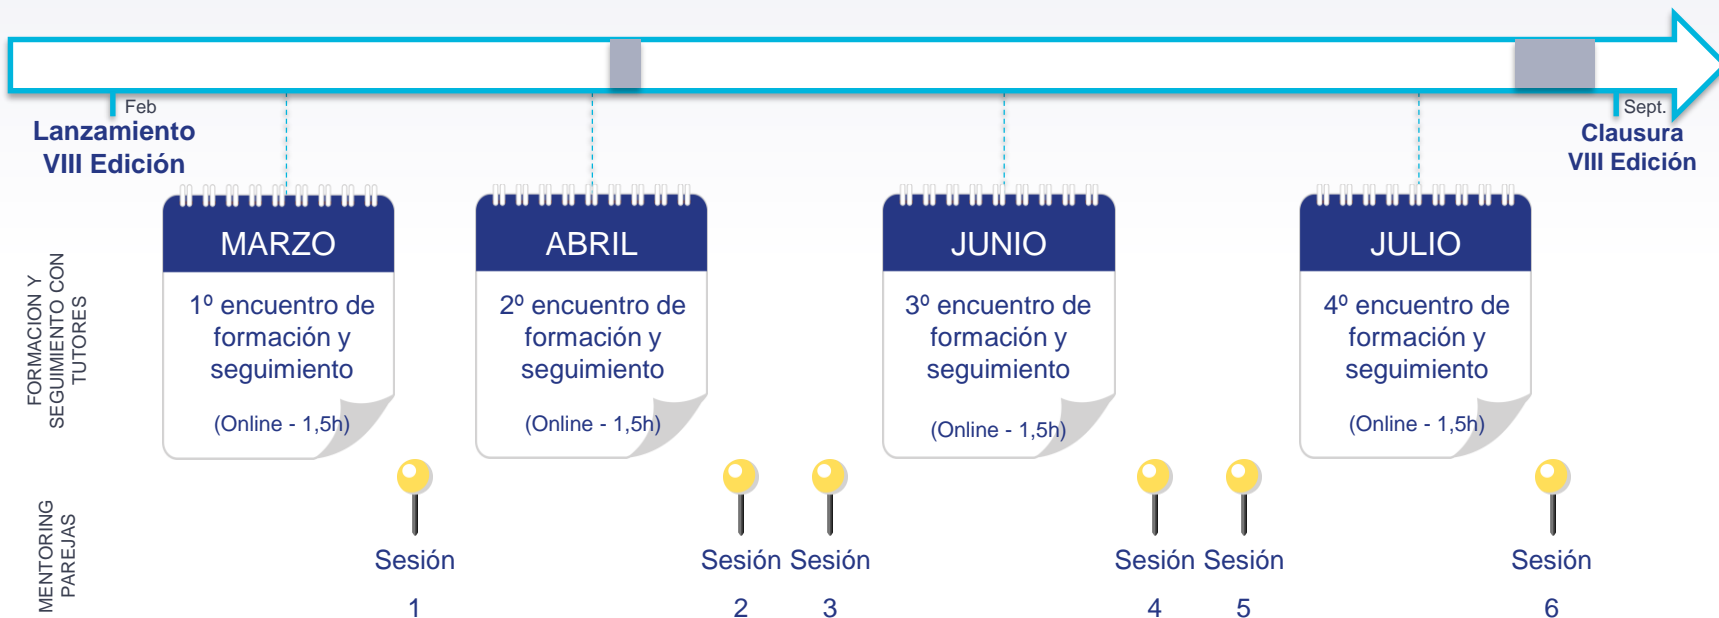 Feb
Lanzamiento
VIII Edición
Sept.
Clausura
VIII Edición
FORMACION Y
SEGUIMIENTO CON
TUTORES
MARZO
1º encuentro de
formación y
seguimiento
(Online - 1,5h)
ABRIL
2º encuentro de
formación y
seguimiento
(Online - 1,5h)
JUNIO
3º encuentro de
formación y
seguimiento
(Online - 1,5h)
JULIO
4º encuentro de
formación y
seguimiento
(Online - 1,5h)
MENTORING
PAREJAS
Sesión
1
Sesión
2
Sesión
3
Sesión
4
Sesión
5
Sesión
6